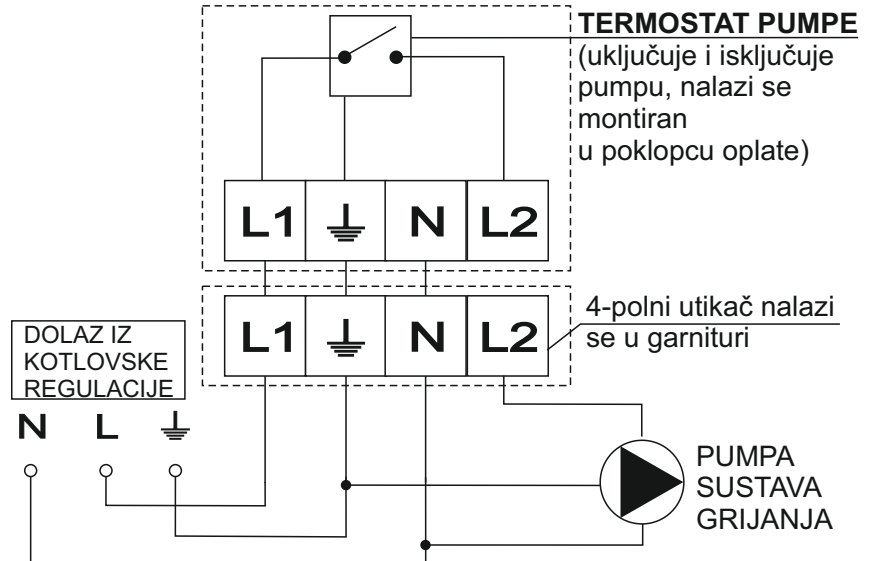 TERMOSTAT PUMPE
(uključuje i isključuje
pumpu, nalazi se
montiran
u poklopcu oplate)
L1 N L2
L1 N L2
4-polni utikač nalazi
se u garnituri
DOLAZ IZ
KOTLOVSKE
REGULACIJE
N L
PUMPA
SUSTAVA
GRIJANJA